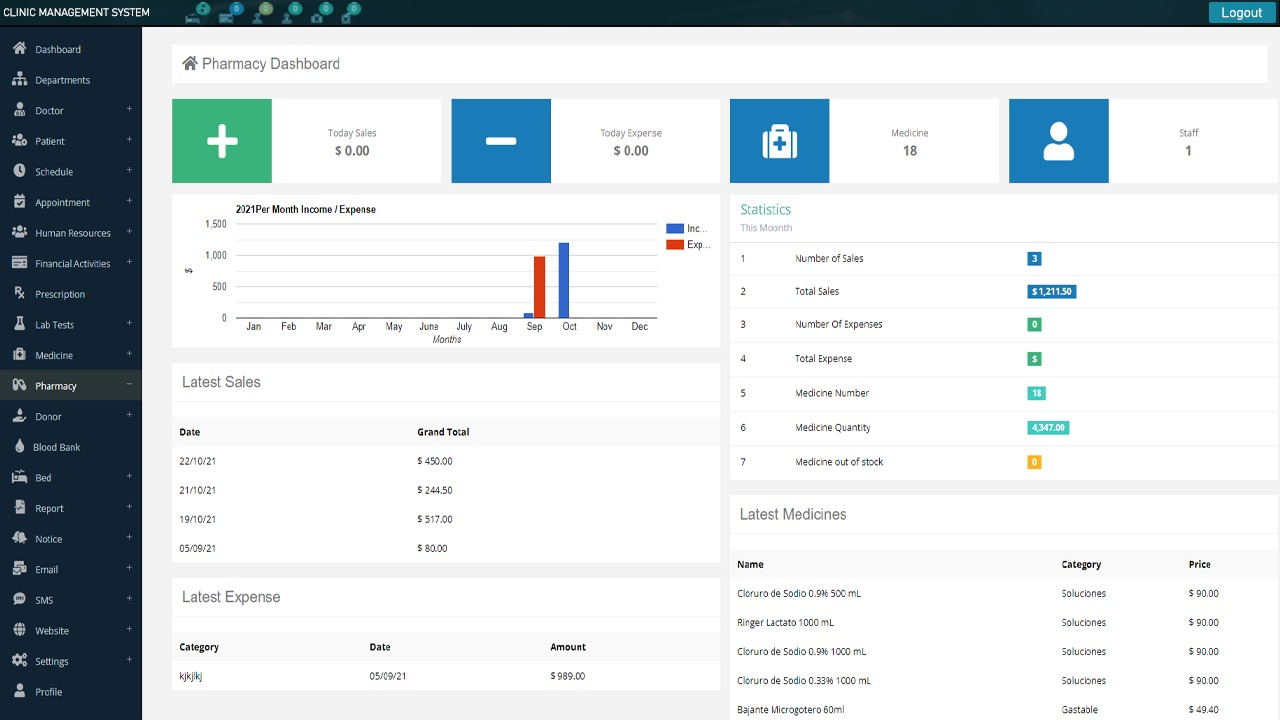 CLINIC MANAGEMENT SYSTEM
0
0
0
0
0
0
Logout
Dashboard
Departments
Doctor +
Patient +
Schedule +
Appointment +
Human Resources +
Financial Activities +
Prescription
Lab Tests +
Medicine +
Pharmacy −
Donor +
Blood Bank
Bed +
Report +
Notice +
Email +
SMS +
Website +
Settings +
Profile
Pharmacy Dashboard
Today Sales
$ 0.00
Today Expense
$ 0.00
Medicine
18
Staff
1
2021Per Month Income / Expense
1,500
1,000
500
0
$
Jan Feb Mar Apr May June July Aug Sep Oct Nov Dec
Months
Inc...
Exp...
Statistics
This Moonth
1 Number of Sales 3
2 Total Sales $ 1,211.50
3 Number Of Expenses 0
4 Total Expense $
5 Medicine Number 18
6 Medicine Quantity 4,347.00
7 Medicine out of stock 0
Latest Sales
Date Grand Total
22/10/21 $ 450.00
21/10/21 $ 244.50
19/10/21 $ 517.00
05/09/21 $ 80.00
Latest Expense
Category Date Amount
kjkjlkj 05/09/21 $ 989.00
Latest Medicines
Name Category Price
Cloruro de Sodio 0.9% 500 mL Soluciones $ 90.00
Ringer Lactato 1000 mL Soluciones $ 90.00
Cloruro de Sodio 0.9% 1000 mL Soluciones $ 90.00
Cloruro de Sodio 0.33% 1000 mL Soluciones $ 90.00
Bajante Microgotero 60ml Gastable $ 49.40